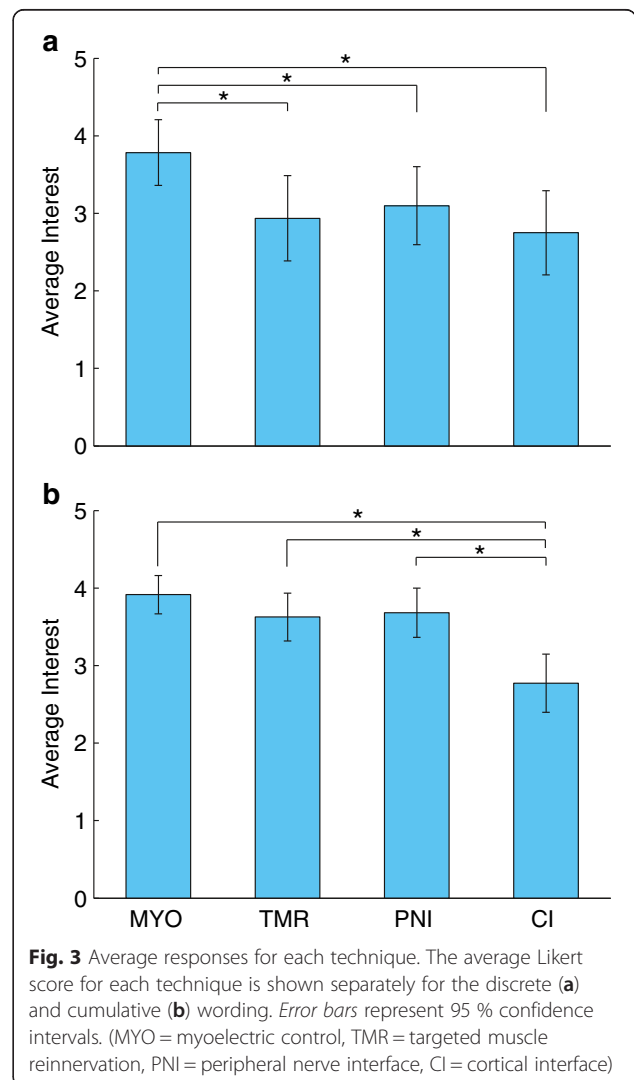 a
5
4
3
2
1
0
Average Interest
*
*
*
b
5
4
3
2
1
0
Average Interest
*
*
*
MYO TMR PNI CI
Fig. 3 Average responses for each technique. The average Likert
score for each technique is shown separately for the discrete (a)
and cumulative (b) wording. Error bars represent 95 % confidence
intervals. (MYO = myoelectric control, TMR = targeted muscle
reinnervation, PNI = peripheral nerve interface, CI = cortical interface)